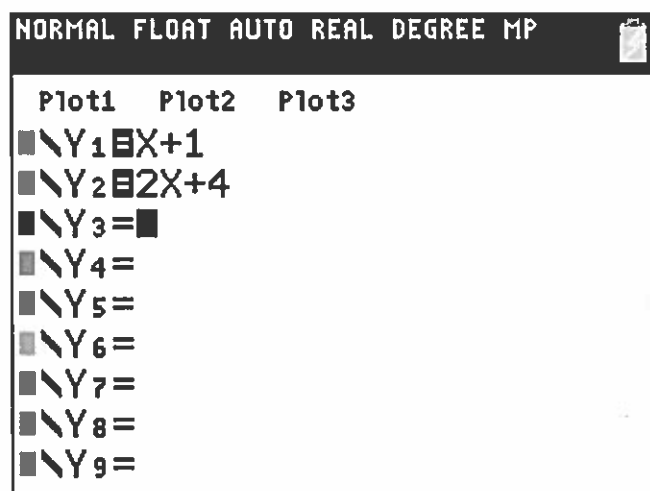 NORMAL FLOAT AUTO REAL DEGREE MP
Plot1 Plot2 Plot3
\Y1=X+1
\Y2=2X+4
\Y3=
\Y4=
\Y5=
\Y6=
\Y7=
\Y8=
\Y9=